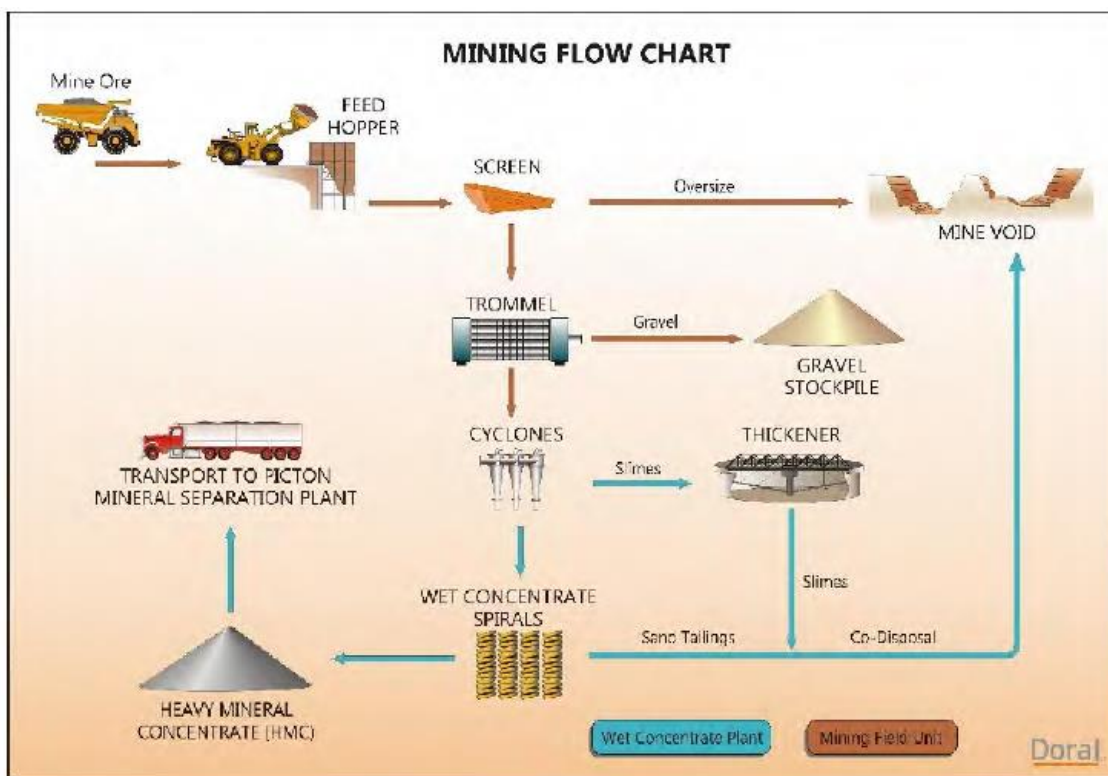 MINING FLOW CHART
Mine Ore
FEED
HOPPER
SCREEN
Oversize
MINE VOID
TROMMEL
Gravel
GRAVEL
STOCKPILE
CYCLONES
Slimes
THICKENER
TRANSPORT TO PICTON
MINERAL SEPARATION PLANT
Slimes
WET CONCENTRATE
SPIRALS
Sand Tailings
Co-Disposal
HEAVY MINERAL
CONCENTRATE (HMC)
Wet Concentrate Plant
Mining Field Unit
Doral